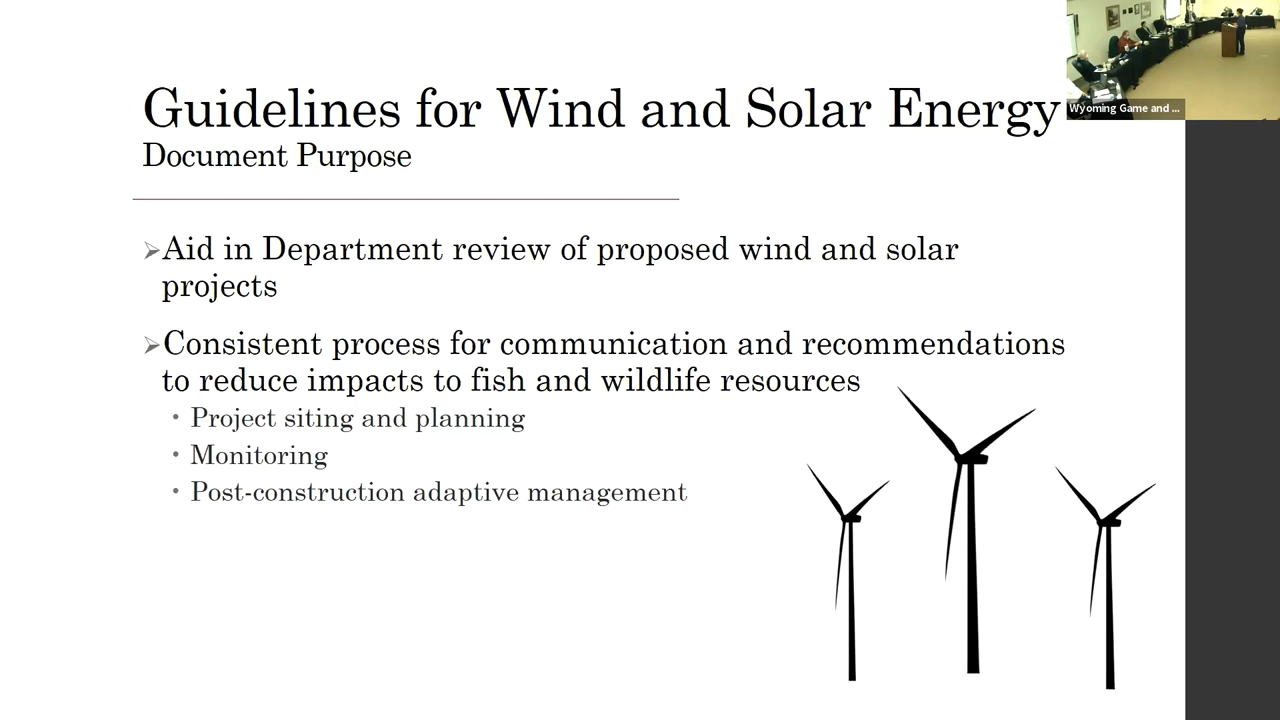 Guidelines for Wind and Solar Energy
Document Purpose
Wyoming Game and ...
Aid in Department review of proposed wind and solar
projects
Consistent process for communication and recommendations
to reduce impacts to fish and wildlife resources
• Project siting and planning
• Monitoring
• Post-construction adaptive management